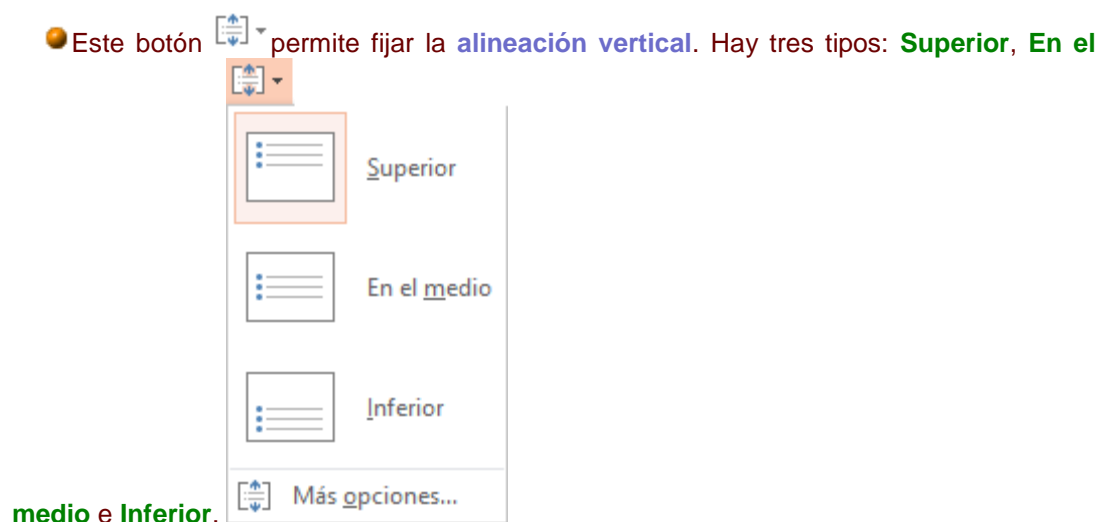 Este botón permite fijar la alineación vertical. Hay tres tipos: Superior, En el
Superior
En el medio
Inferior
Más opciones...
medio e Inferior.